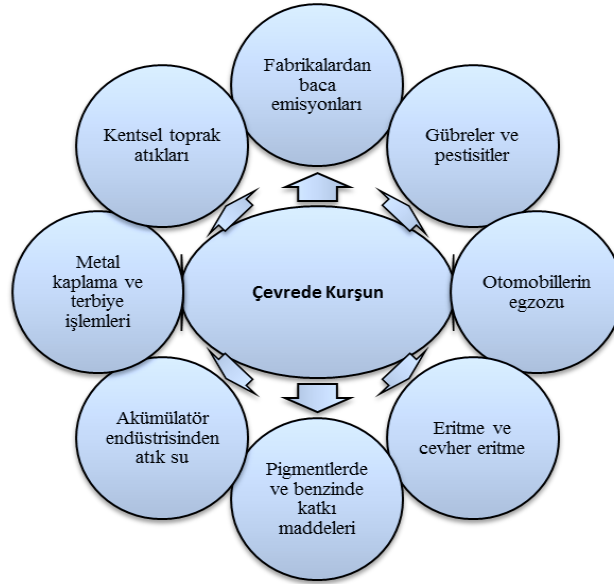 Fabrikalardan
baca
emisyonları
Gübreler ve
pestisitler
Otomobillerin
egzozu
Eritme ve
cevher eritme
Pigmentlerde
ve benzinde
katkı
maddeleri
Akümülatör
endüstrisinden
atık su
Metal
kaplama ve
terbiye
işlemleri
Kentsel toprak
atıkları
Çevrede Kurşun